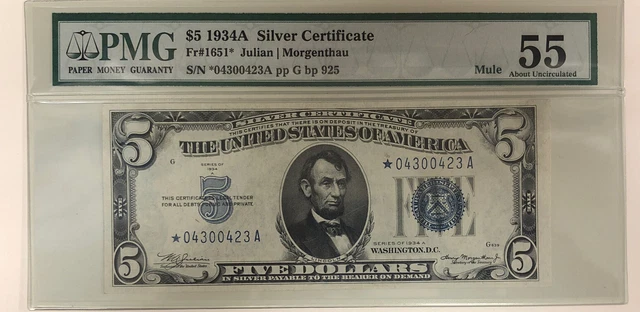 PMG
PAPER MONEY GUARANTY
$5 1934A Silver Certificate
Fr#1651* Julian | Morgenthau
S/N *04300423A pp G bp 925
Mule
55
About Uncirculated
SILVER CERTIFICATE
THIS CERTIFIES THAT THERE IS ON DEPOSIT IN THE TREASURY OF
THE UNITED STATES OF AMERICA
5
5
G
SERIES OF
1934
★04300423A
THIS CERTIFICATE IS LEGAL TENDER
FOR ALL DEBTS PUBLIC AND PRIVATE
5
FIVE
★04300423A
SERIES OF 1934 A
WASHINGTON, D.C.
LINCOLN
5
5
FIVE DOLLARS
IN SILVER PAYABLE TO THE BEARER ON DEMAND